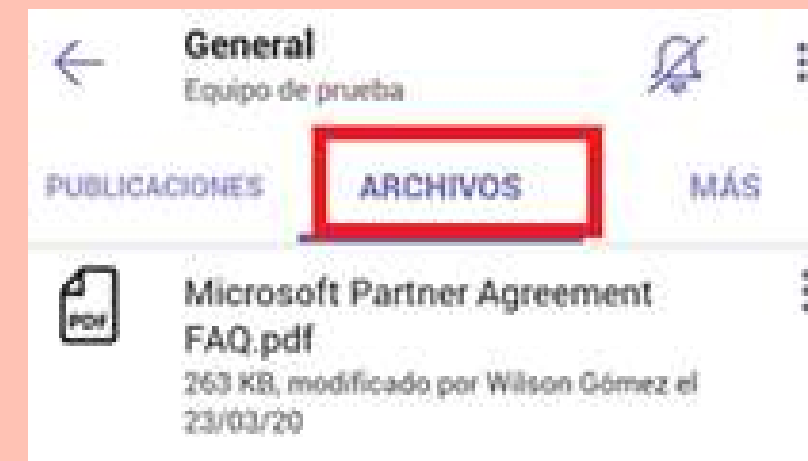 General
Equipo de prueba
PUBLICACIONES ARCHIVOS MÁS
PDF
Microsoft Partner Agreement
FAQ.pdf
263 KB, modificado por Wilson Gómez el
23/03/20